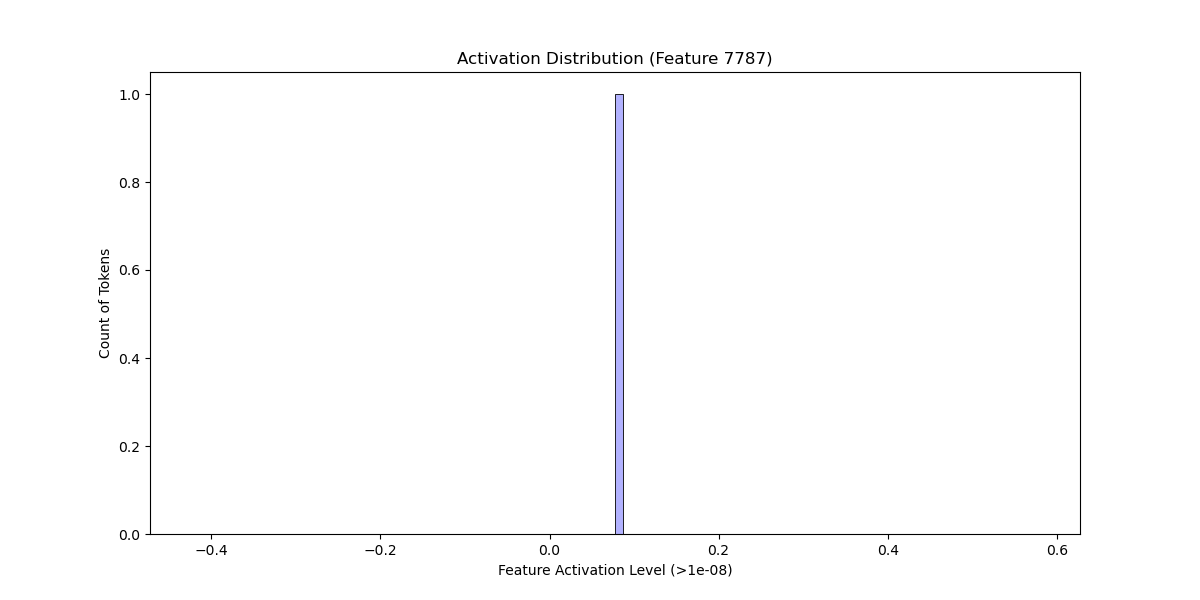 Activation Distribution (Feature 7787)
1.0
0.8
0.6
0.4
0.2
0.0
Count of Tokens
−0.4 −0.2 0.0 0.2 0.4 0.6
Feature Activation Level (>1e-08)